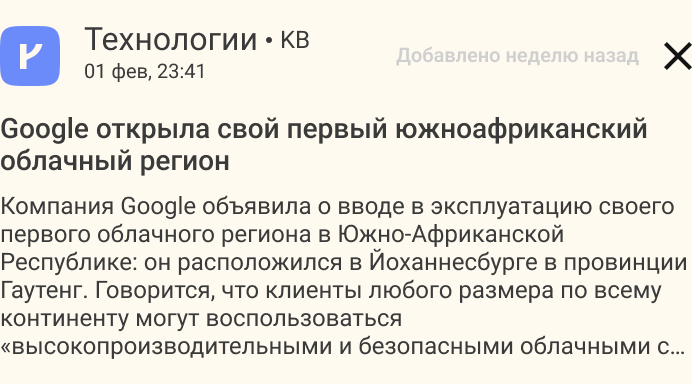 Технологии • КВ
01 фев, 23:41
Добавлено неделю назад
Google открыла свой первый южноафриканский
облачный регион
Компания Google объявила о вводе в эксплуатацию своего
первого облачного региона в Южно-Африканской
Республике: он расположился в Йоханнесбурге в провинции
Гаутенг. Говорится, что клиенты любого размера по всему
континенту могут воспользоваться
«высокопроизводительными и безопасными облачными с...